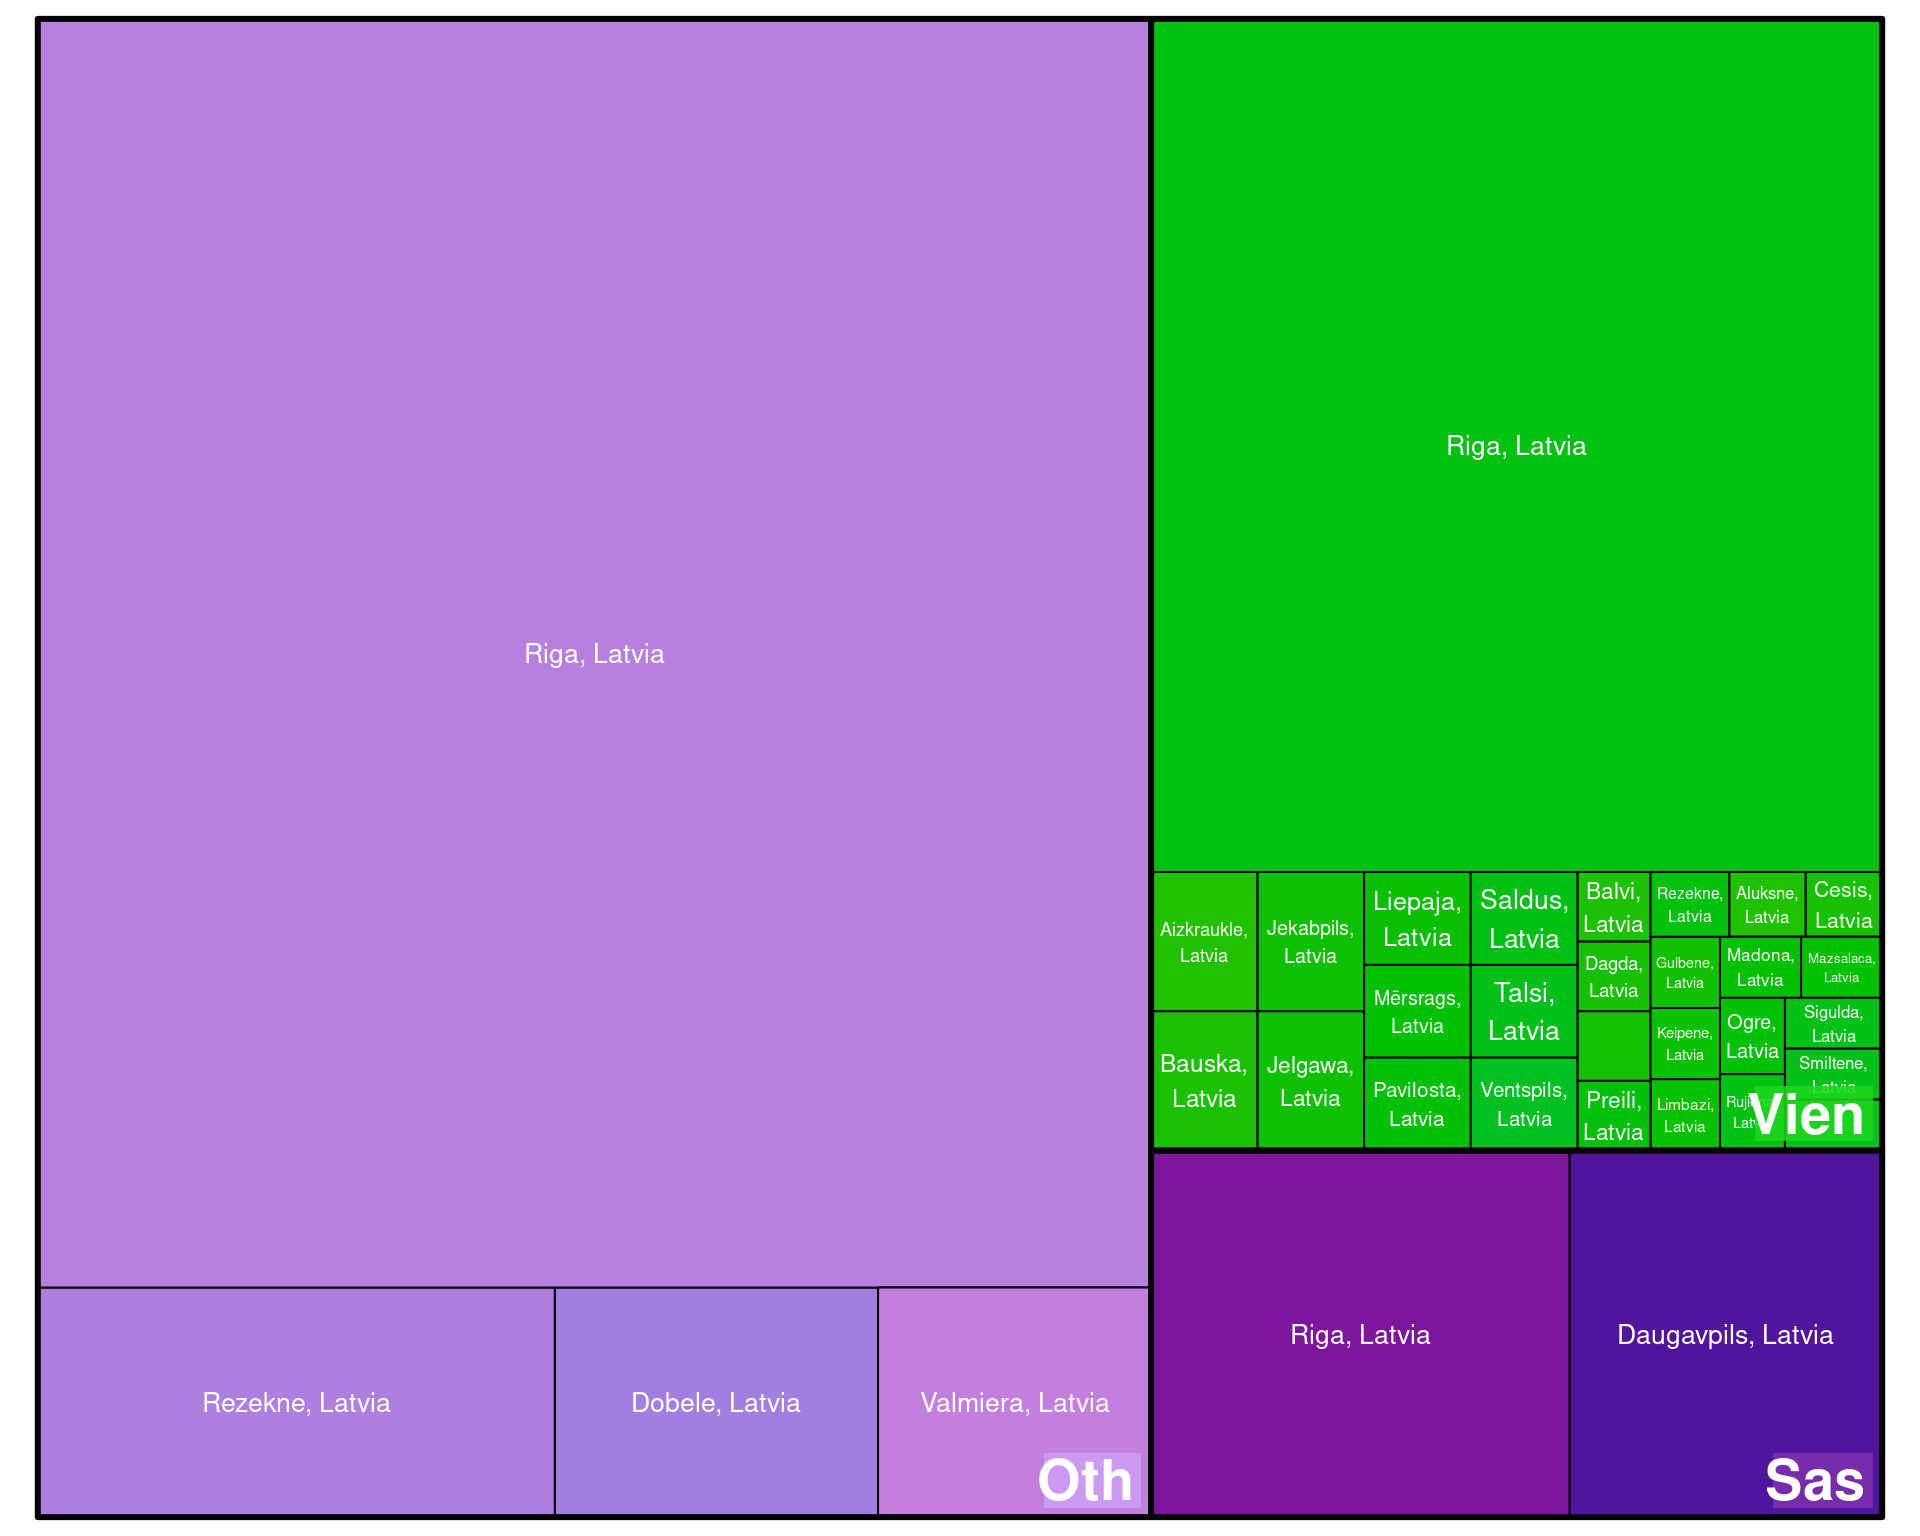 Riga, Latvia
Rezekne, Latvia
Dobele, Latvia
Valmiera, Latvia
Oth
Riga, Latvia
Aizkraukle,
Latvia
Bauska,
Latvia
Jekabpils,
Latvia
Jelgawa,
Latvia
Liepaja,
Latvia
Mērsrags,
Latvia
Pavilosta,
Latvia
Saldus,
Latvia
Talsi,
Latvia
Ventspils,
Latvia
Balvi,
Latvia
Dagda,
Latvia
Preili,
Latvia
Rezekne,
Latvia
Aluksne,
Latvia
Cesis,
Latvia
Gulbene,
Latvia
Keipene,
Latvia
Limbazi,
Latvia
Madona,
Latvia
Mazsalaca,
Latvia
Ogre,
Latvia
Sigulda,
Latvia
Smiltene,
Latvia
Vien
Riga, Latvia
Daugavpils, Latvia
Sas